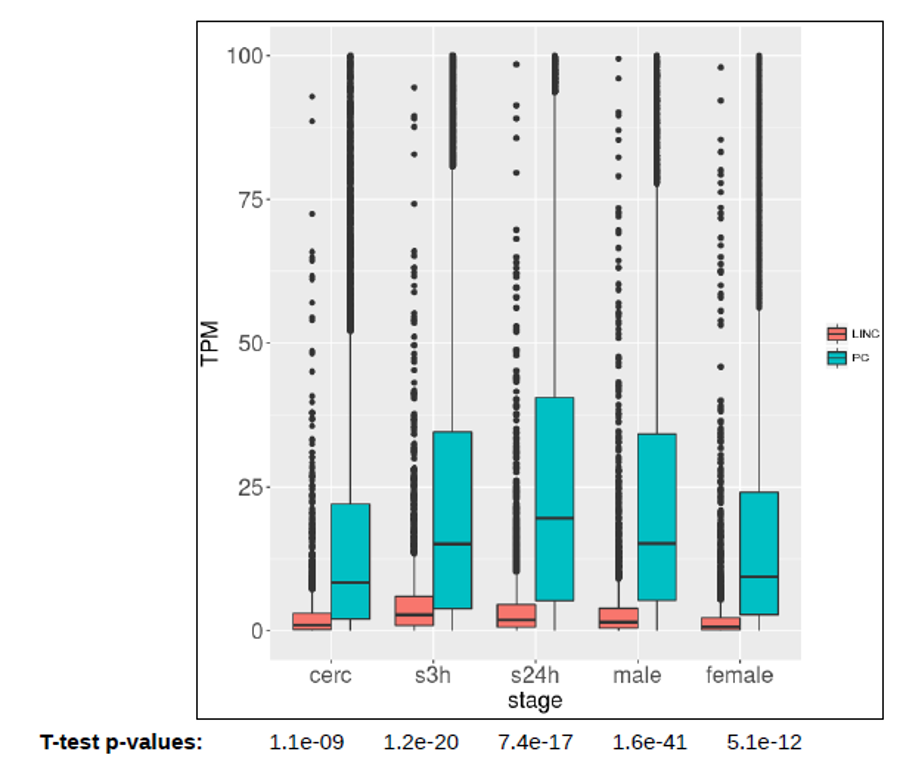 100
75
50
25
0
TPM
cerc s3h s24h male female
stage
LINC
PC
T-test p-values: 1.1e-09 1.2e-20 7.4e-17 1.6e-41 5.1e-12